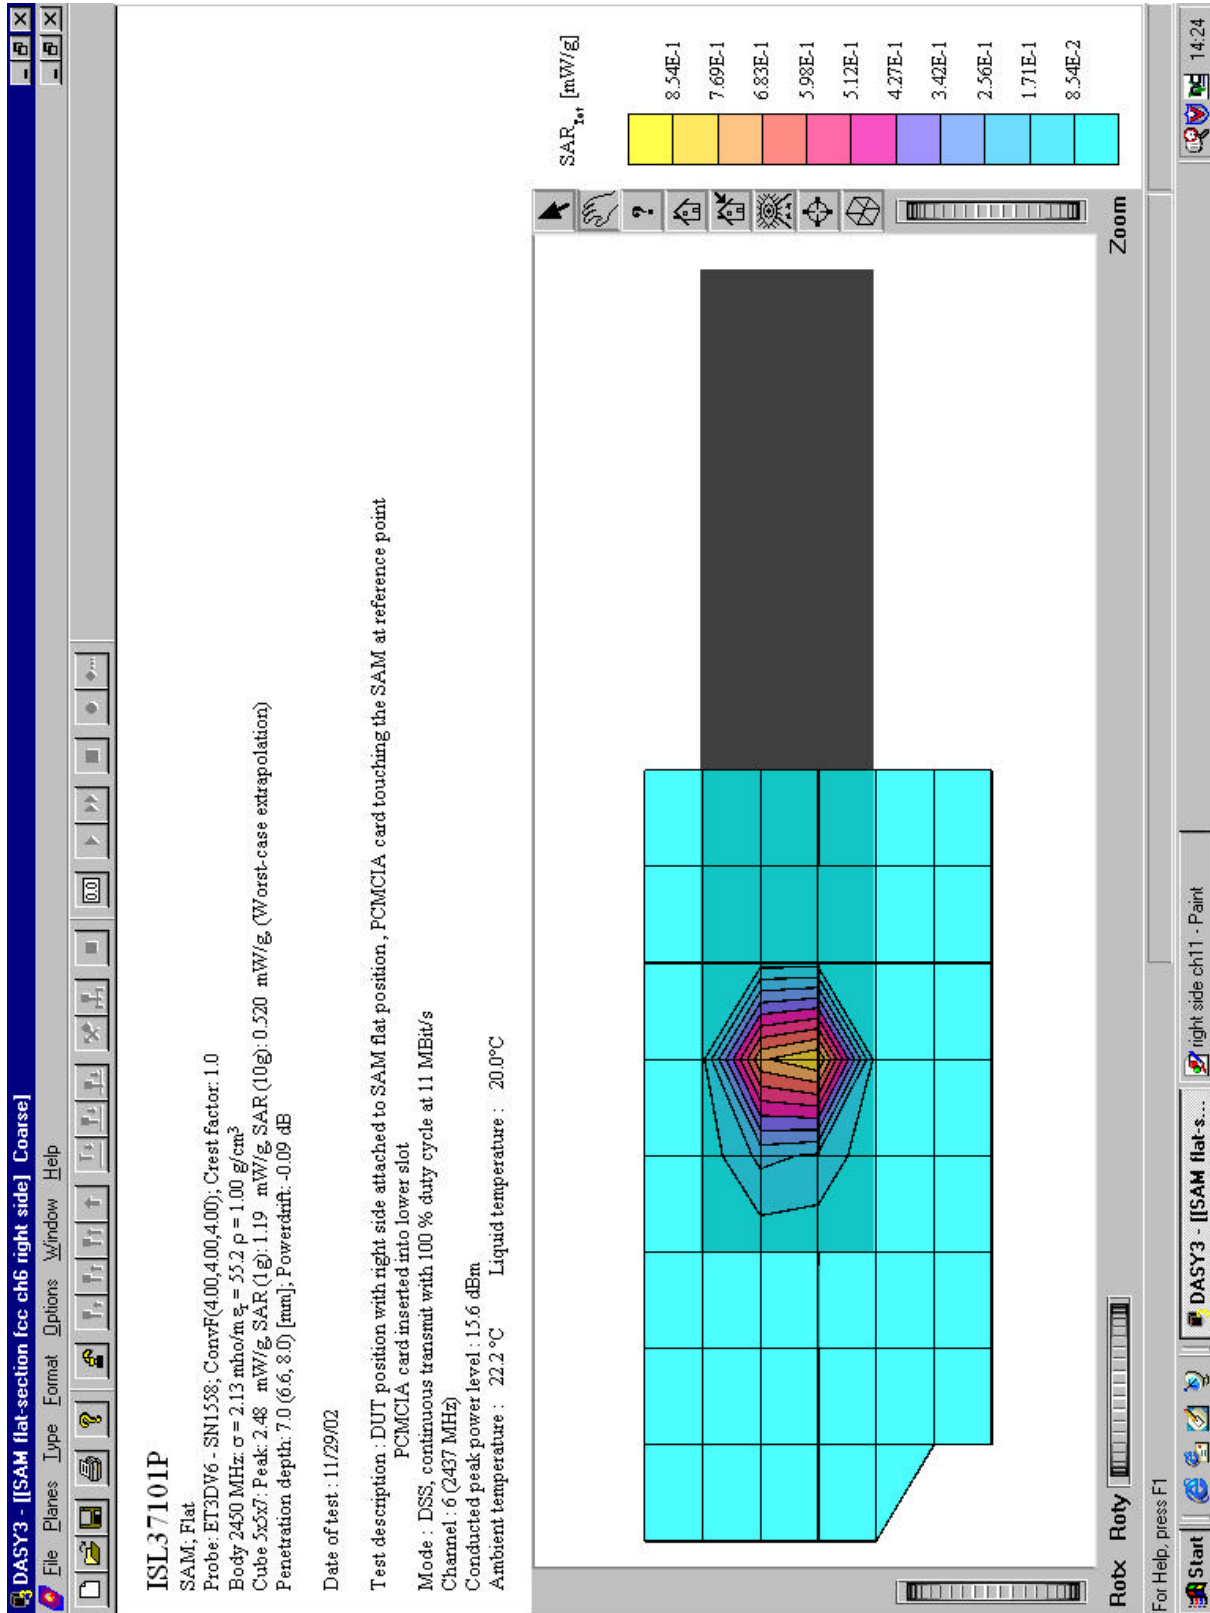 DASY3 - [[SAM flat-section fcc ch6 right side] Coarse]
File Planes Type Format Options Window Help
0.0
ISL37101P
SAM; Flat
Probe: ET3DV6 - SN1558; ConvF(4.00,4.00,4.00); Crest factor: 1.0
Body 2450 MHz: σ = 2.13 mho/m εr = 55.2 ρ = 1.00 g/cm³
Cube 5x5x7: Peak: 2.48 mW/g, SAR (1g): 1.19 mW/g, SAR (10g): 0.520 mW/g, (Worst-case extrapolation)
Penetration depth: 7.0 (6.6, 8.0) [mm]; Powerdrift: -0.09 dB
Date of test : 11/29/02
Test description : DUT position with right side attached to SAM flat position , PCMCIA card touching the SAM at reference point
PCMCIA card inserted into lower slot
Mode : DSS, continuous transmit with 100 % duty cycle at 11 MBit/s
Channel : 6 (2437 MHz)
Conducted peak power level : 15.6 dBm
Ambient temperature : 22.2 °C Liquid temperature : 20.0°C
SARTot [mW/g]
8.54E-1
7.69E-1
6.83E-1
5.98E-1
5.12E-1
4.27E-1
3.42E-1
2.56E-1
1.71E-1
8.54E-2
Rotx Roty Zoom
For Help, press F1
Start DASY3 - [[SAM flat-s... right side ch11 - Paint 14:24